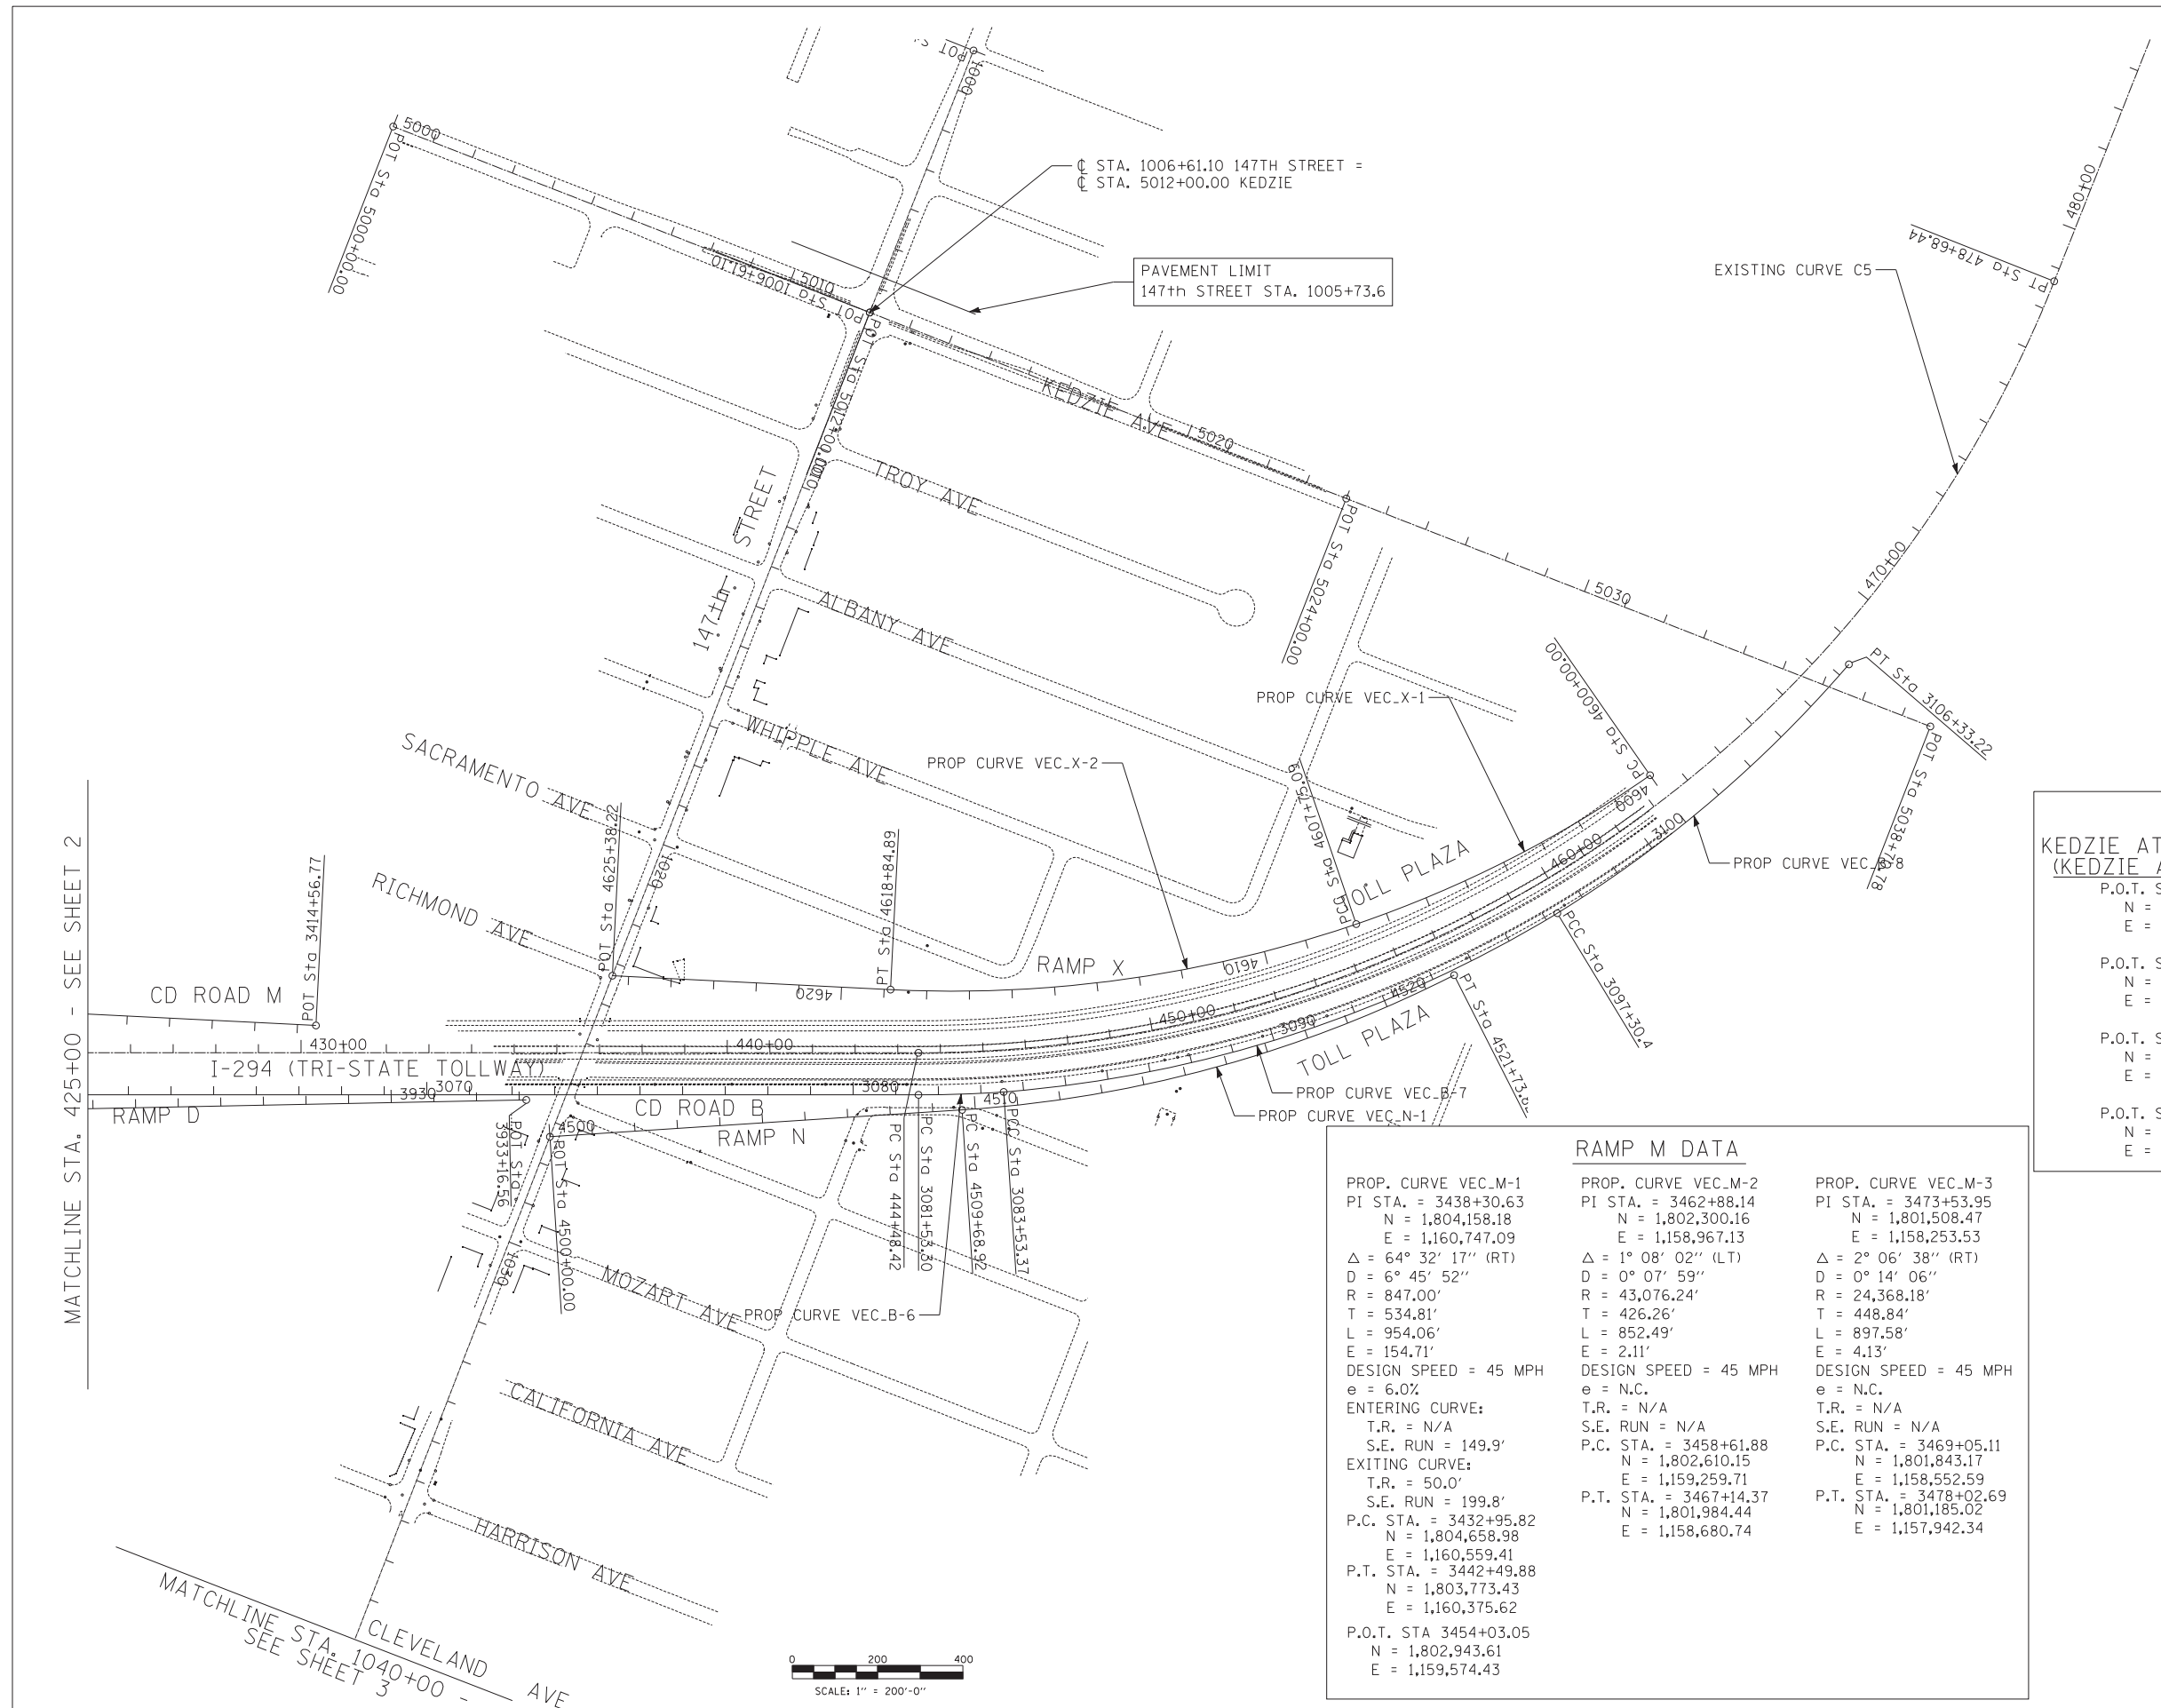 POT S
1000
5000
POT Sta 5000+00.00
℄ STA. 1006+61.10 147TH STREET =
℄ STA. 5012+00.00 KEDZIE
PAVEMENT LIMIT
147th STREET STA. 1005+73.6
EXISTING CURVE C5
480+00
PT Sta 478+68.44
5010
POT Sta 1006+61.10
POT Sta 5012+00.00
1010
KEDZIE AVE
5020
TROY AVE
147th STREET
POT Sta 5024+00.00
5030
470+00
ALBANY AVE
PT Sta 3106+33.22
PC Sta 4600+00.00
PROP CURVE VEC_X-1
WHIPPLE AVE
PROP CURVE VEC_X-2
SACRAMENTO AVE
PCC Sta 4607+75.09
4600
3100
460+00
PROP CURVE VEC_B-8
TOLL PLAZA
RICHMOND AVE
1020
POT Sta 4625+38.22
PT Sta 4618+84.89
POT Sta 3414+56.77
MATCHLINE STA. 425+00 - SEE SHEET 2
CD ROAD M
RAMP X
4620
4610
PCC Sta 3097+30.4
430+00
440+00
450+00
4520
I-294 (TRI-STATE TOLLWAY)
3090
TOLL PLAZA
PT Sta 4521+73.82
3930
3070
3080
4510
RAMP D
CD ROAD B
4500
RAMP N
PROP CURVE VEC_B-7
PROP CURVE VEC_N-1
POT Sta
3933+16.56
POT Sta 4500+00.00
PC Sta 444+48.42
PC Sta 3081+53.30
PC Sta 4509+68.92
PCC Sta 3083+53.37
1030
MOZART AVE
PROP CURVE VEC_B-6
CALIFORNIA AVE
HARRISON AVE
CLEVELAND AVE
MATCHLINE STA. 1040+00 -
SEE SHEET 3
0 200 400
SCALE: 1'' = 200'-0''
KEDZIE AT
(KEDZIE A
P.O.T. S
N =
E =
P.O.T. S
N =
E =
P.O.T. S
N =
E =
P.O.T. S
N =
E =
RAMP M DATA
PROP. CURVE VEC_M-1
PI STA. = 3438+30.63
N = 1,804,158.18
E = 1,160,747.09
Δ = 64° 32' 17'' (RT)
D = 6° 45' 52''
R = 847.00'
T = 534.81'
L = 954.06'
E = 154.71'
DESIGN SPEED = 45 MPH
e = 6.0%
ENTERING CURVE:
T.R. = N/A
S.E. RUN = 149.9'
EXITING CURVE:
T.R. = 50.0'
S.E. RUN = 199.8'
P.C. STA. = 3432+95.82
N = 1,804,658.98
E = 1,160,559.41
P.T. STA. = 3442+49.88
N = 1,803,773.43
E = 1,160,375.62
P.O.T. STA 3454+03.05
N = 1,802,943.61
E = 1,159,574.43
PROP. CURVE VEC_M-2
PI STA. = 3462+88.14
N = 1,802,300.16
E = 1,158,967.13
Δ = 1° 08' 02'' (LT)
D = 0° 07' 59''
R = 43,076.24'
T = 426.26'
L = 852.49'
E = 2.11'
DESIGN SPEED = 45 MPH
e = N.C.
T.R. = N/A
S.E. RUN = N/A
P.C. STA. = 3458+61.88
N = 1,802,610.15
E = 1,159,259.71
P.T. STA. = 3467+14.37
N = 1,801,984.44
E = 1,158,680.74
PROP. CURVE VEC_M-3
PI STA. = 3473+53.95
N = 1,801,508.47
E = 1,158,253.53
Δ = 2° 06' 38'' (RT)
D = 0° 14' 06''
R = 24,368.18'
T = 448.84'
L = 897.58'
E = 4.13'
DESIGN SPEED = 45 MPH
e = N.C.
T.R. = N/A
S.E. RUN = N/A
P.C. STA. = 3469+05.11
N = 1,801,843.17
E = 1,158,552.59
P.T. STA. = 3478+02.69
N = 1,801,185.02
E = 1,157,942.34